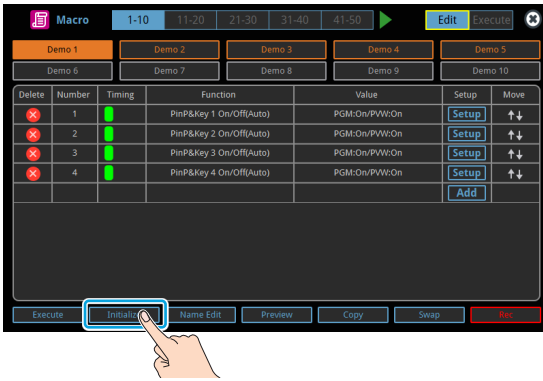 Macro 1-10 11-20 21-30 31-40 41-50 Edit Execute
Demo 1 Demo 2 Demo 3 Demo 4 Demo 5
Demo 6 Demo 7 Demo 8 Demo 9 Demo 10
Delete Number Timing Function Value Setup Move
1 PinP&Key 1 On/Off(Auto) PGM:On/PVW:On Setup
2 PinP&Key 2 On/Off(Auto) PGM:On/PVW:On Setup
3 PinP&Key 3 On/Off(Auto) PGM:On/PVW:On Setup
4 PinP&Key 4 On/Off(Auto) PGM:On/PVW:On Setup
Add
Execute Initialize Name Edit Preview Copy Swap Rec